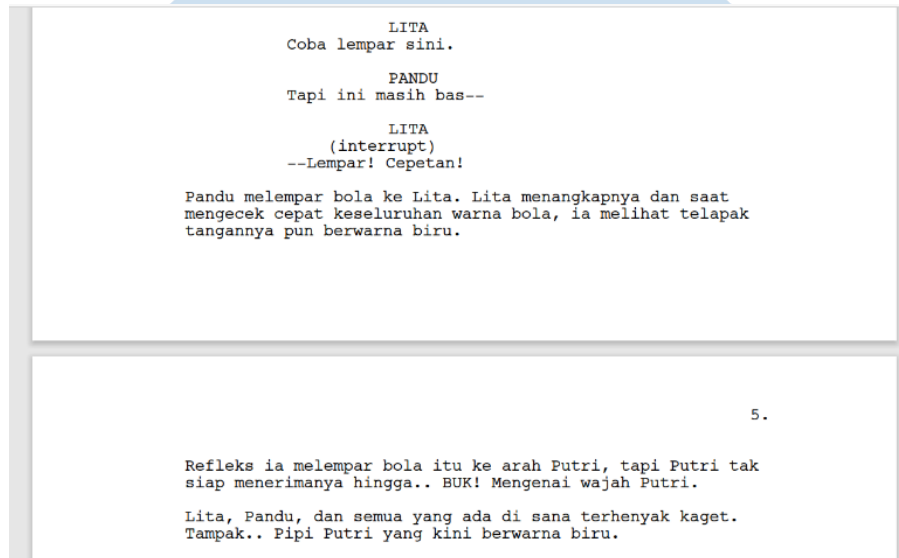 LITA
Coba lempar sini.
PANDU
Tapi ini masih bas--
LITA
(interrupt)
--Lempar! Cepetan!
Pandu melempar bola ke Lita. Lita menangkapnya dan saat
mengecek cepat keseluruhan warna bola, ia melihat telapak
tangannya pun berwarna biru.
5.
Refleks ia melempar bola itu ke arah Putri, tapi Putri tak
siap menerimanya hingga.. BUK! Mengenai wajah Putri.
Lita, Pandu, dan semua yang ada di sana terhenyak kaget.
Tampak.. Pipi Putri yang kini berwarna biru.